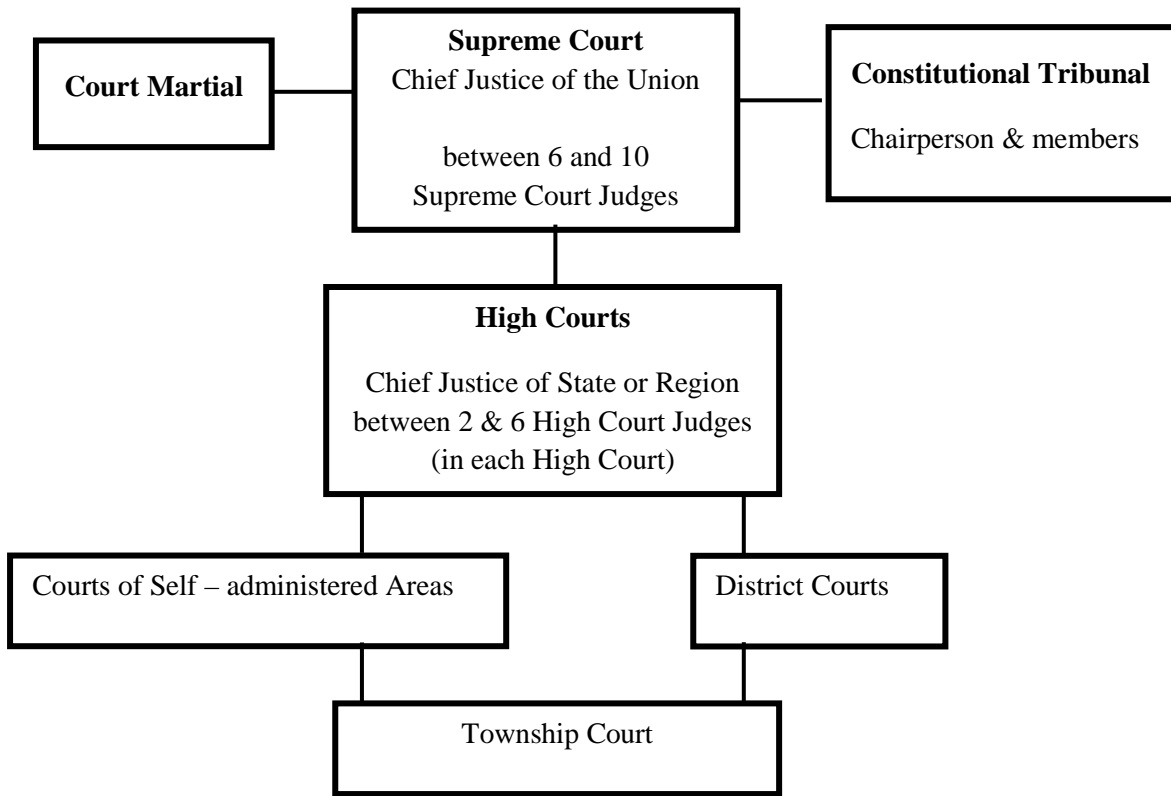 Court Martial
Supreme Court
Chief Justice of the Union
between 6 and 10
Supreme Court Judges
Constitutional Tribunal
Chairperson & members
High Courts
Chief Justice of State or Region
between 2 & 6 High Court Judges
(in each High Court)
Courts of Self – administered Areas
District Courts
Township Court